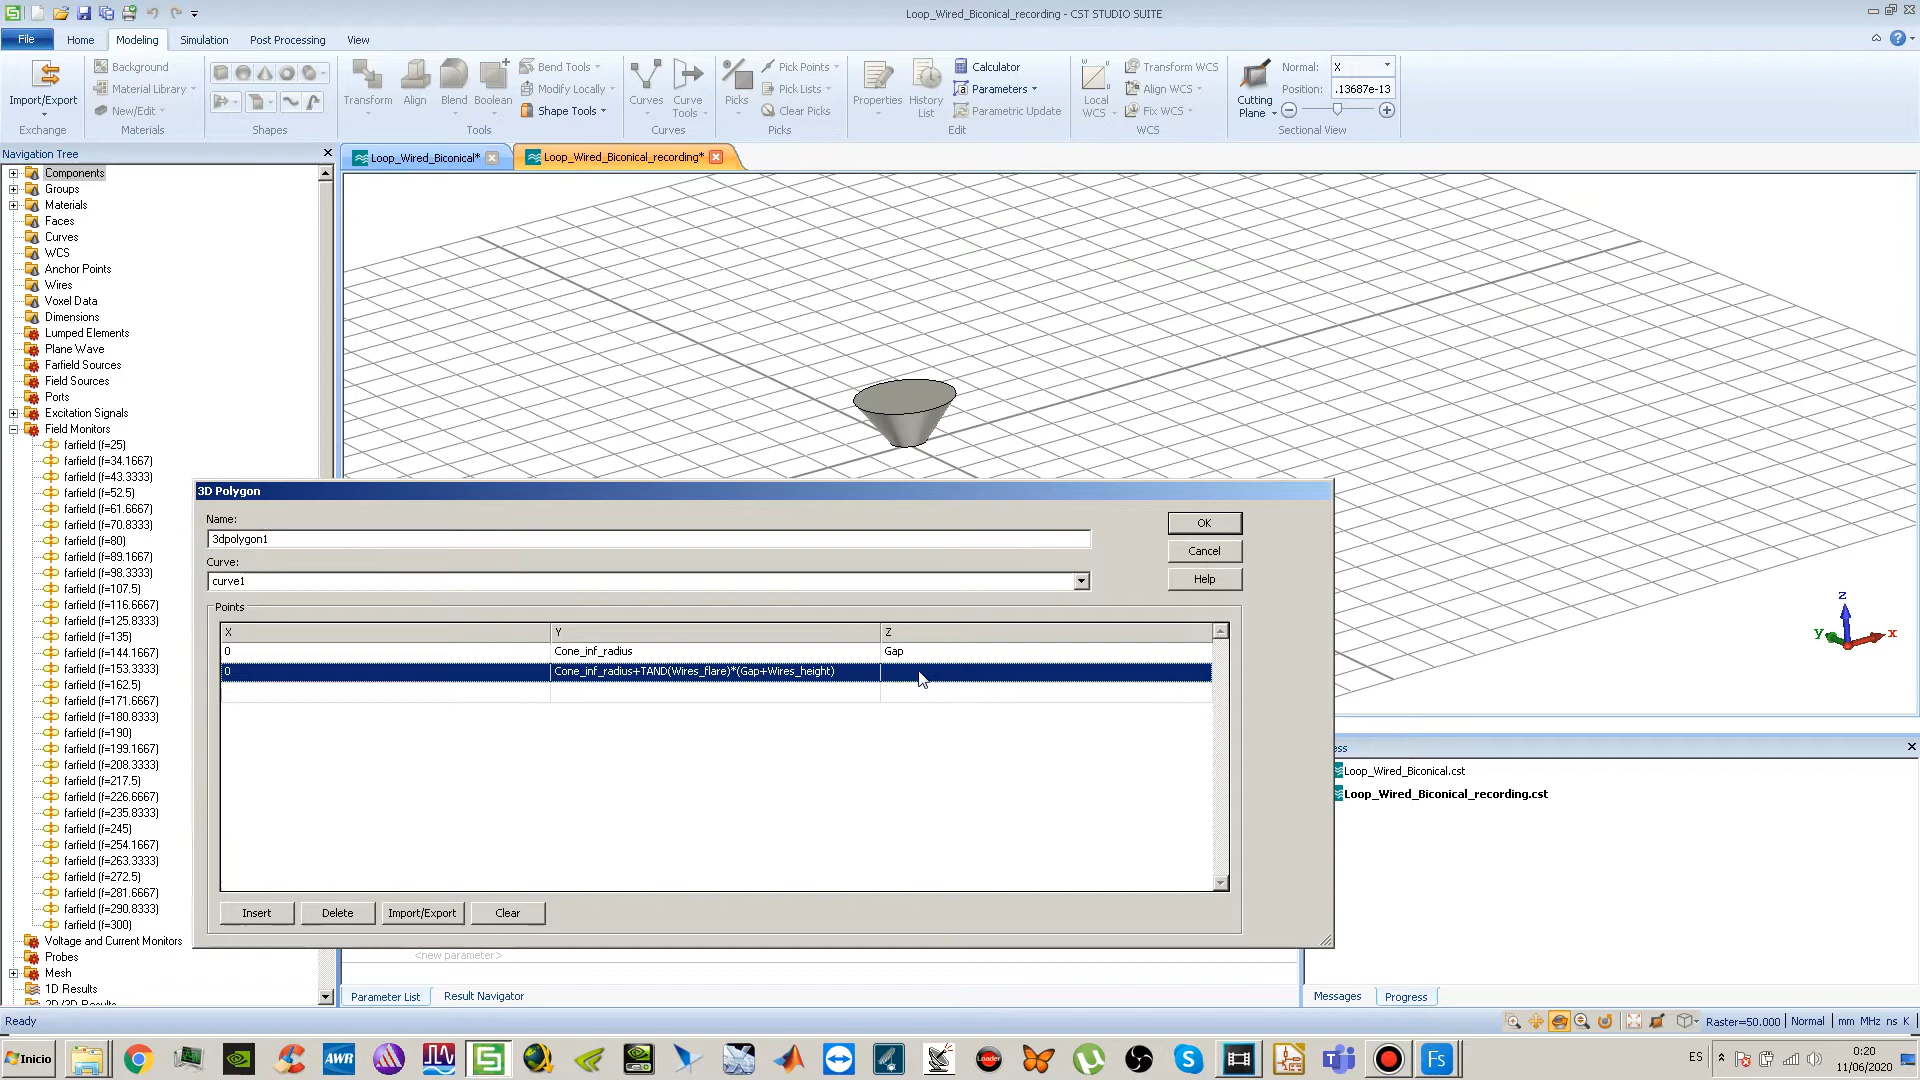 Loop_Wired_Biconical_recording - CST STUDIO SUITE
File
Home
Modeling
Simulation
Post Processing
View
Import/Export
Exchange
Background
Material Library
New/Edit
Materials
Shapes
Transform
Align
Blend
Boolean
Bend Tools
Modify Locally
Shape Tools
Tools
Curves
Curve Tools
Curves
Picks
Pick Points
Pick Lists
Clear Picks
Picks
Properties
History List
Calculator
Parameters
Parametric Update
Edit
Local WCS
Transform WCS
Align WCS
Fix WCS
WCS
Cutting Plane
Normal: X
Position: .13687e-13
Sectional View
Navigation Tree
Loop_Wired_Biconical*
Loop_Wired_Biconical_recording*
Components
Groups
Materials
Faces
Curves
WCS
Anchor Points
Wires
Voxel Data
Dimensions
Lumped Elements
Plane Wave
Farfield Sources
Field Sources
Ports
Excitation Signals
Field Monitors
farfield (f=25)
farfield (f=34.1667)
farfield (f=43.3333)
farfield (f=52.5)
farfield (f=61.6667)
farfield (f=70.8333)
farfield (f=80)
farfield (f=89.1667)
farfield (f=98.3333)
farfield (f=107.5)
farfield (f=116.6667)
farfield (f=125.8333)
farfield (f=135)
farfield (f=144.1667)
farfield (f=153.3333)
farfield (f=162.5)
farfield (f=171.6667)
farfield (f=180.8333)
farfield (f=190)
farfield (f=199.1667)
farfield (f=208.3333)
farfield (f=217.5)
farfield (f=226.6667)
farfield (f=235.8333)
farfield (f=245)
farfield (f=254.1667)
farfield (f=263.3333)
farfield (f=272.5)
farfield (f=281.6667)
farfield (f=290.8333)
farfield (f=300)
Voltage and Current Monitors
Probes
Mesh
1D Results
2D/3D Results
3D Polygon
Name:
3dpolygon1
Curve:
curve1
OK
Cancel
Help
Points
X Y Z
0 Cone_inf_radius Gap
0 Cone_inf_radius+TAND(Wires_flare)*(Gap+Wires_height)
Insert
Delete
Import/Export
Clear
z
y
x
ess
Loop_Wired_Biconical.cst
Loop_Wired_Biconical_recording.cst
<new parameter>
Parameter List
Result Navigator
Messages
Progress
Ready
Raster=50.000
Normal
mm MHz ns K
Inicio
AWR
Loader
Fs
ES
0:20
11/06/2020